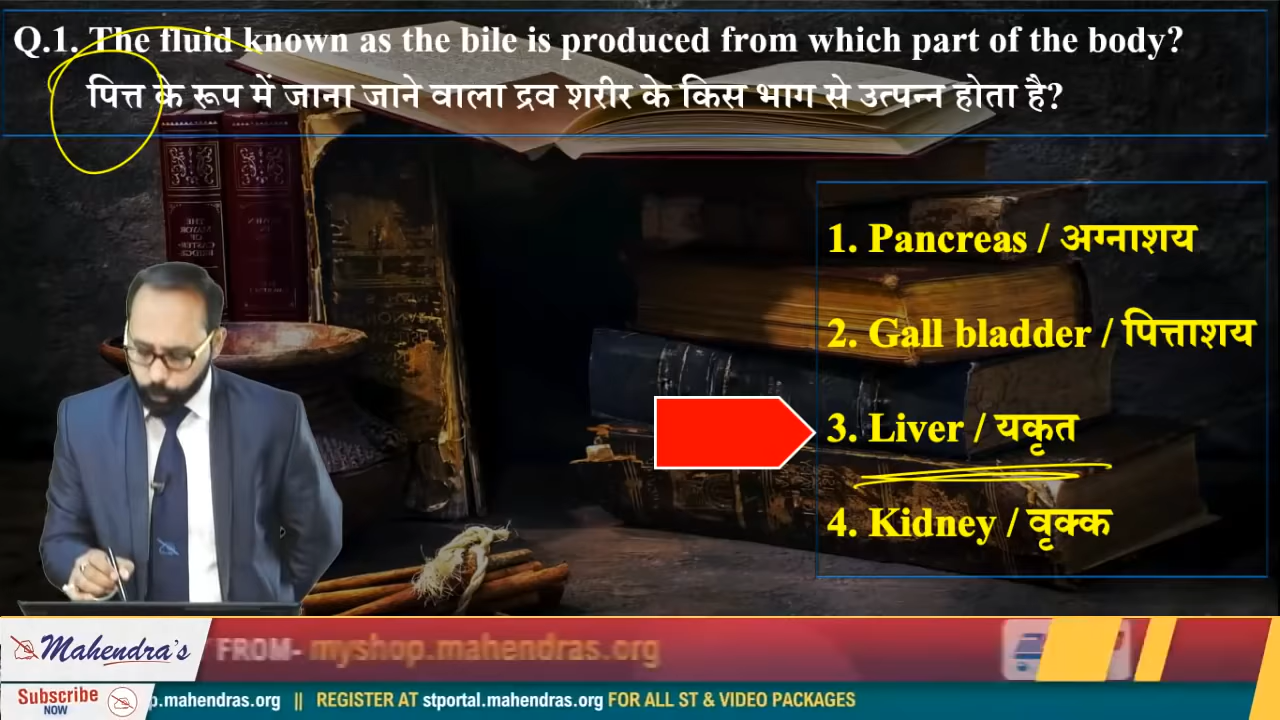 Q.1. The fluid known as the bile is produced from which part of the body?
पित्त के रूप में जाना जाने वाला द्रव शरीर के किस भाग से उत्पन्न होता है?
1. Pancreas / अग्नाशय
2. Gall bladder / पित्ताशय
3. Liver / यकृत
4. Kidney / वृक्क
Mahendra's
FROM- myshop.mahendras.org
Subscribe
NOW
p.mahendras.org || REGISTER AT stportal.mahendras.org FOR ALL ST & VIDEO PACKAGES